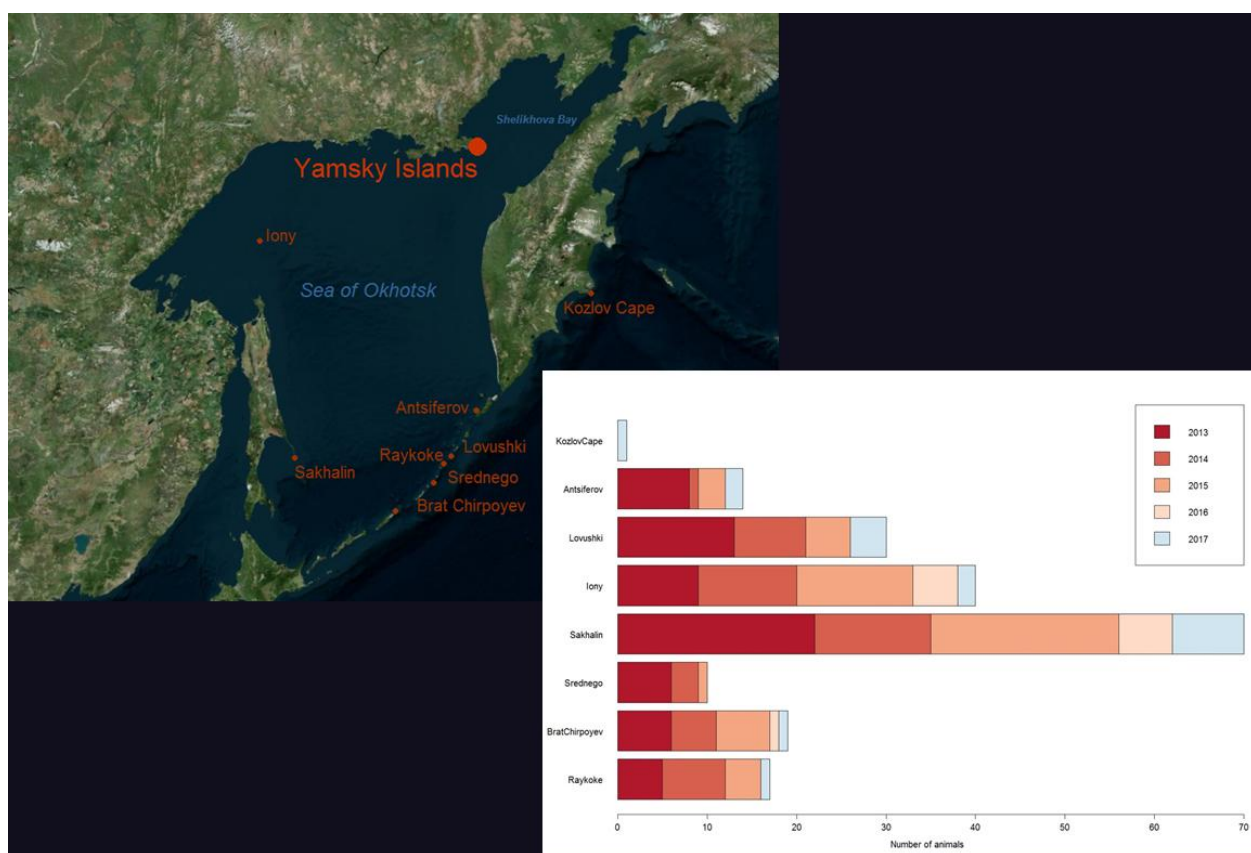 Shelikhova Bay
Yamsky Islands
Iony
Sea of Okhotsk
Kozlov Cape
Antsiferov
Lovushki
Raykoke
Srednego
Sakhalin
Brat Chirpoyev
KozlovCape
Antsiferov
Lovushki
Iony
Sakhalin
Srednego
BratChirpoyev
Raykoke
2013
2014
2015
2016
2017
0 10 20 30 40 50 60 70
Number of animals